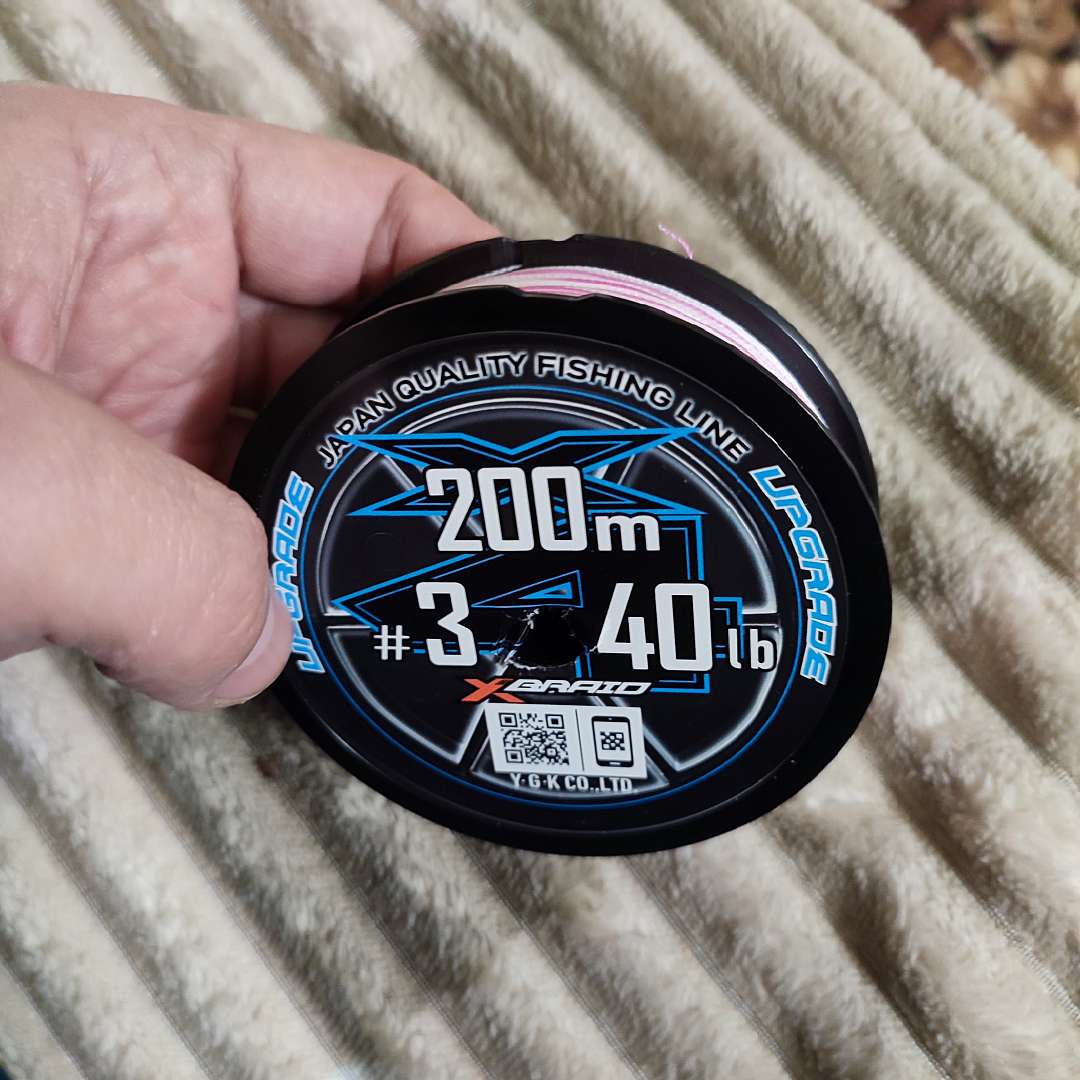 JAPAN QUALITY FISHING LINE
UPGRADE
UPGRADE
200m
#3 40lb
X BRAID
Y·G·K CO.,LTD.